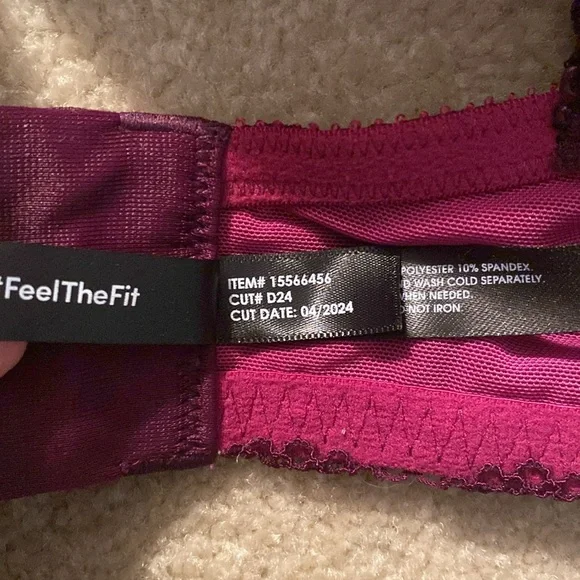 #FeelTheFit
ITEM# 15566456
CUT# D24
CUT DATE: 04/2024
POLYESTER 10% SPANDEX.
WASH COLD SEPARATELY.
WHEN NEEDED.
NOT IRON.